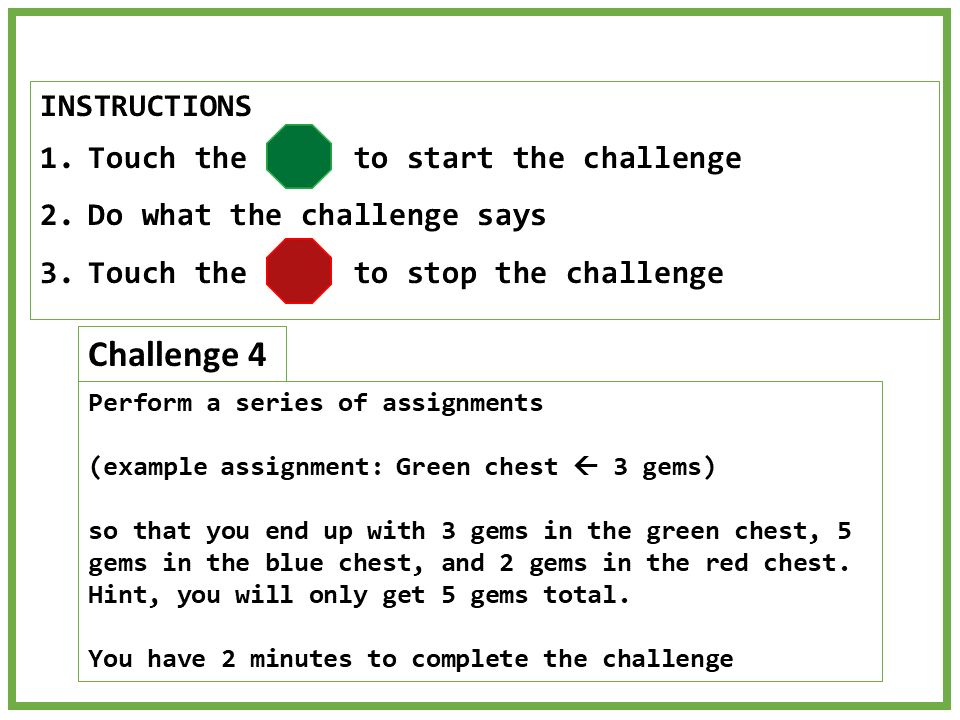 INSTRUCTIONS
1. Touch the to start the challenge
2. Do what the challenge says
3. Touch the to stop the challenge
Challenge 4
Perform a series of assignments
(example assignment: Green chest ← 3 gems)
so that you end up with 3 gems in the green chest, 5
gems in the blue chest, and 2 gems in the red chest.
Hint, you will only get 5 gems total.
You have 2 minutes to complete the challenge